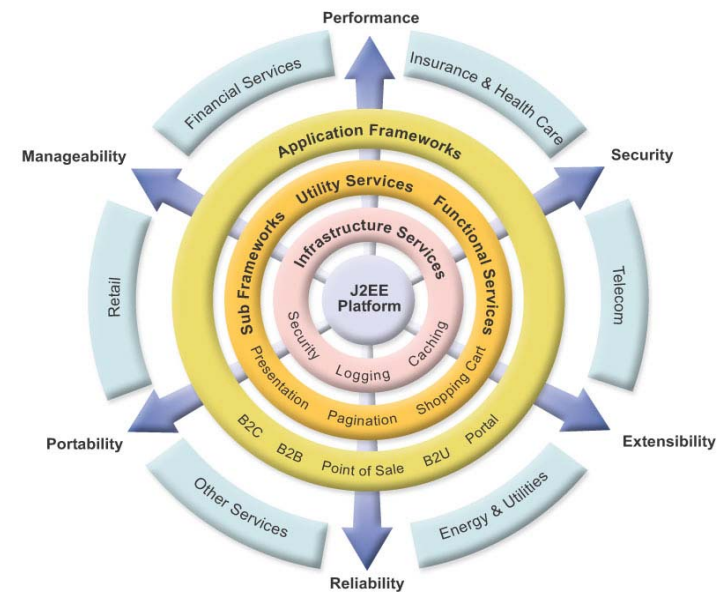 Performance
Financial Services
Insurance & Health Care
Manageability
Security
Application Frameworks
Sub Frameworks Utility Services Functional Services
Infrastructure Services
J2EE
Platform
Retail
Telecom
Security Logging Caching
Presentation Pagination Shopping Cart
B2C B2B Point of Sale B2U Portal
Portability
Extensibility
Other Services
Energy & Utilities
Reliability